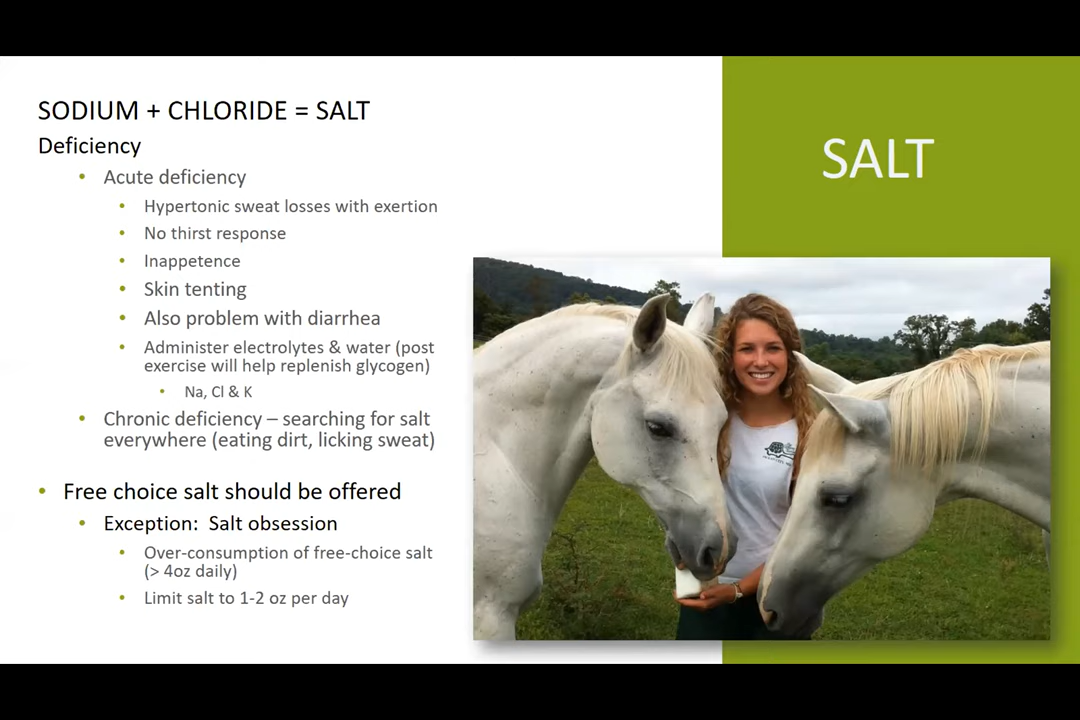 SODIUM + CHLORIDE = SALT
Deficiency
• Acute deficiency
• Hypertonic sweat losses with exertion
• No thirst response
• Inappetence
• Skin tenting
• Also problem with diarrhea
• Administer electrolytes & water (post
exercise will help replenish glycogen)
• Na, Cl & K
• Chronic deficiency – searching for salt
everywhere (eating dirt, licking sweat)
• Free choice salt should be offered
• Exception: Salt obsession
• Over-consumption of free-choice salt
(> 4oz daily)
• Limit salt to 1-2 oz per day
SALT